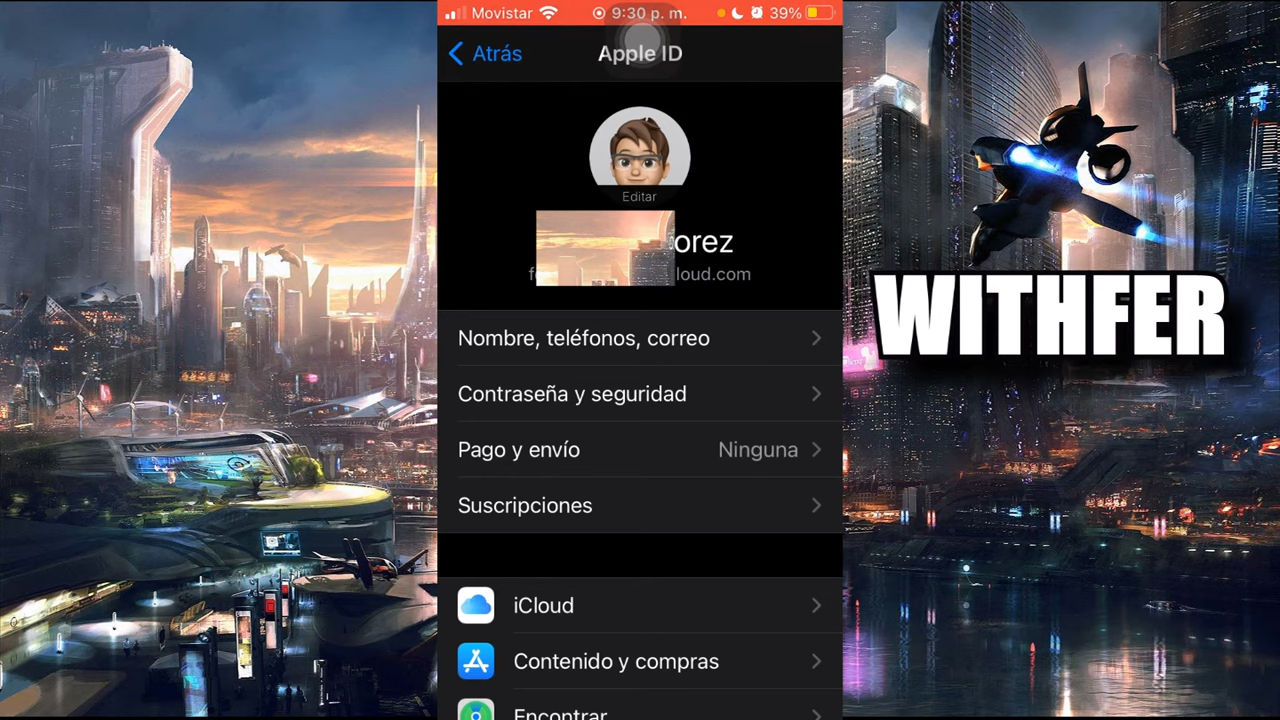 Movistar 9:30 p. m. 39%
Atrás
Apple ID
Editar
orez
loud.com
Nombre, teléfonos, correo
Contraseña y seguridad
Pago y envío Ninguna
Suscripciones
iCloud
Contenido y compras
Encontrar
WITHFER